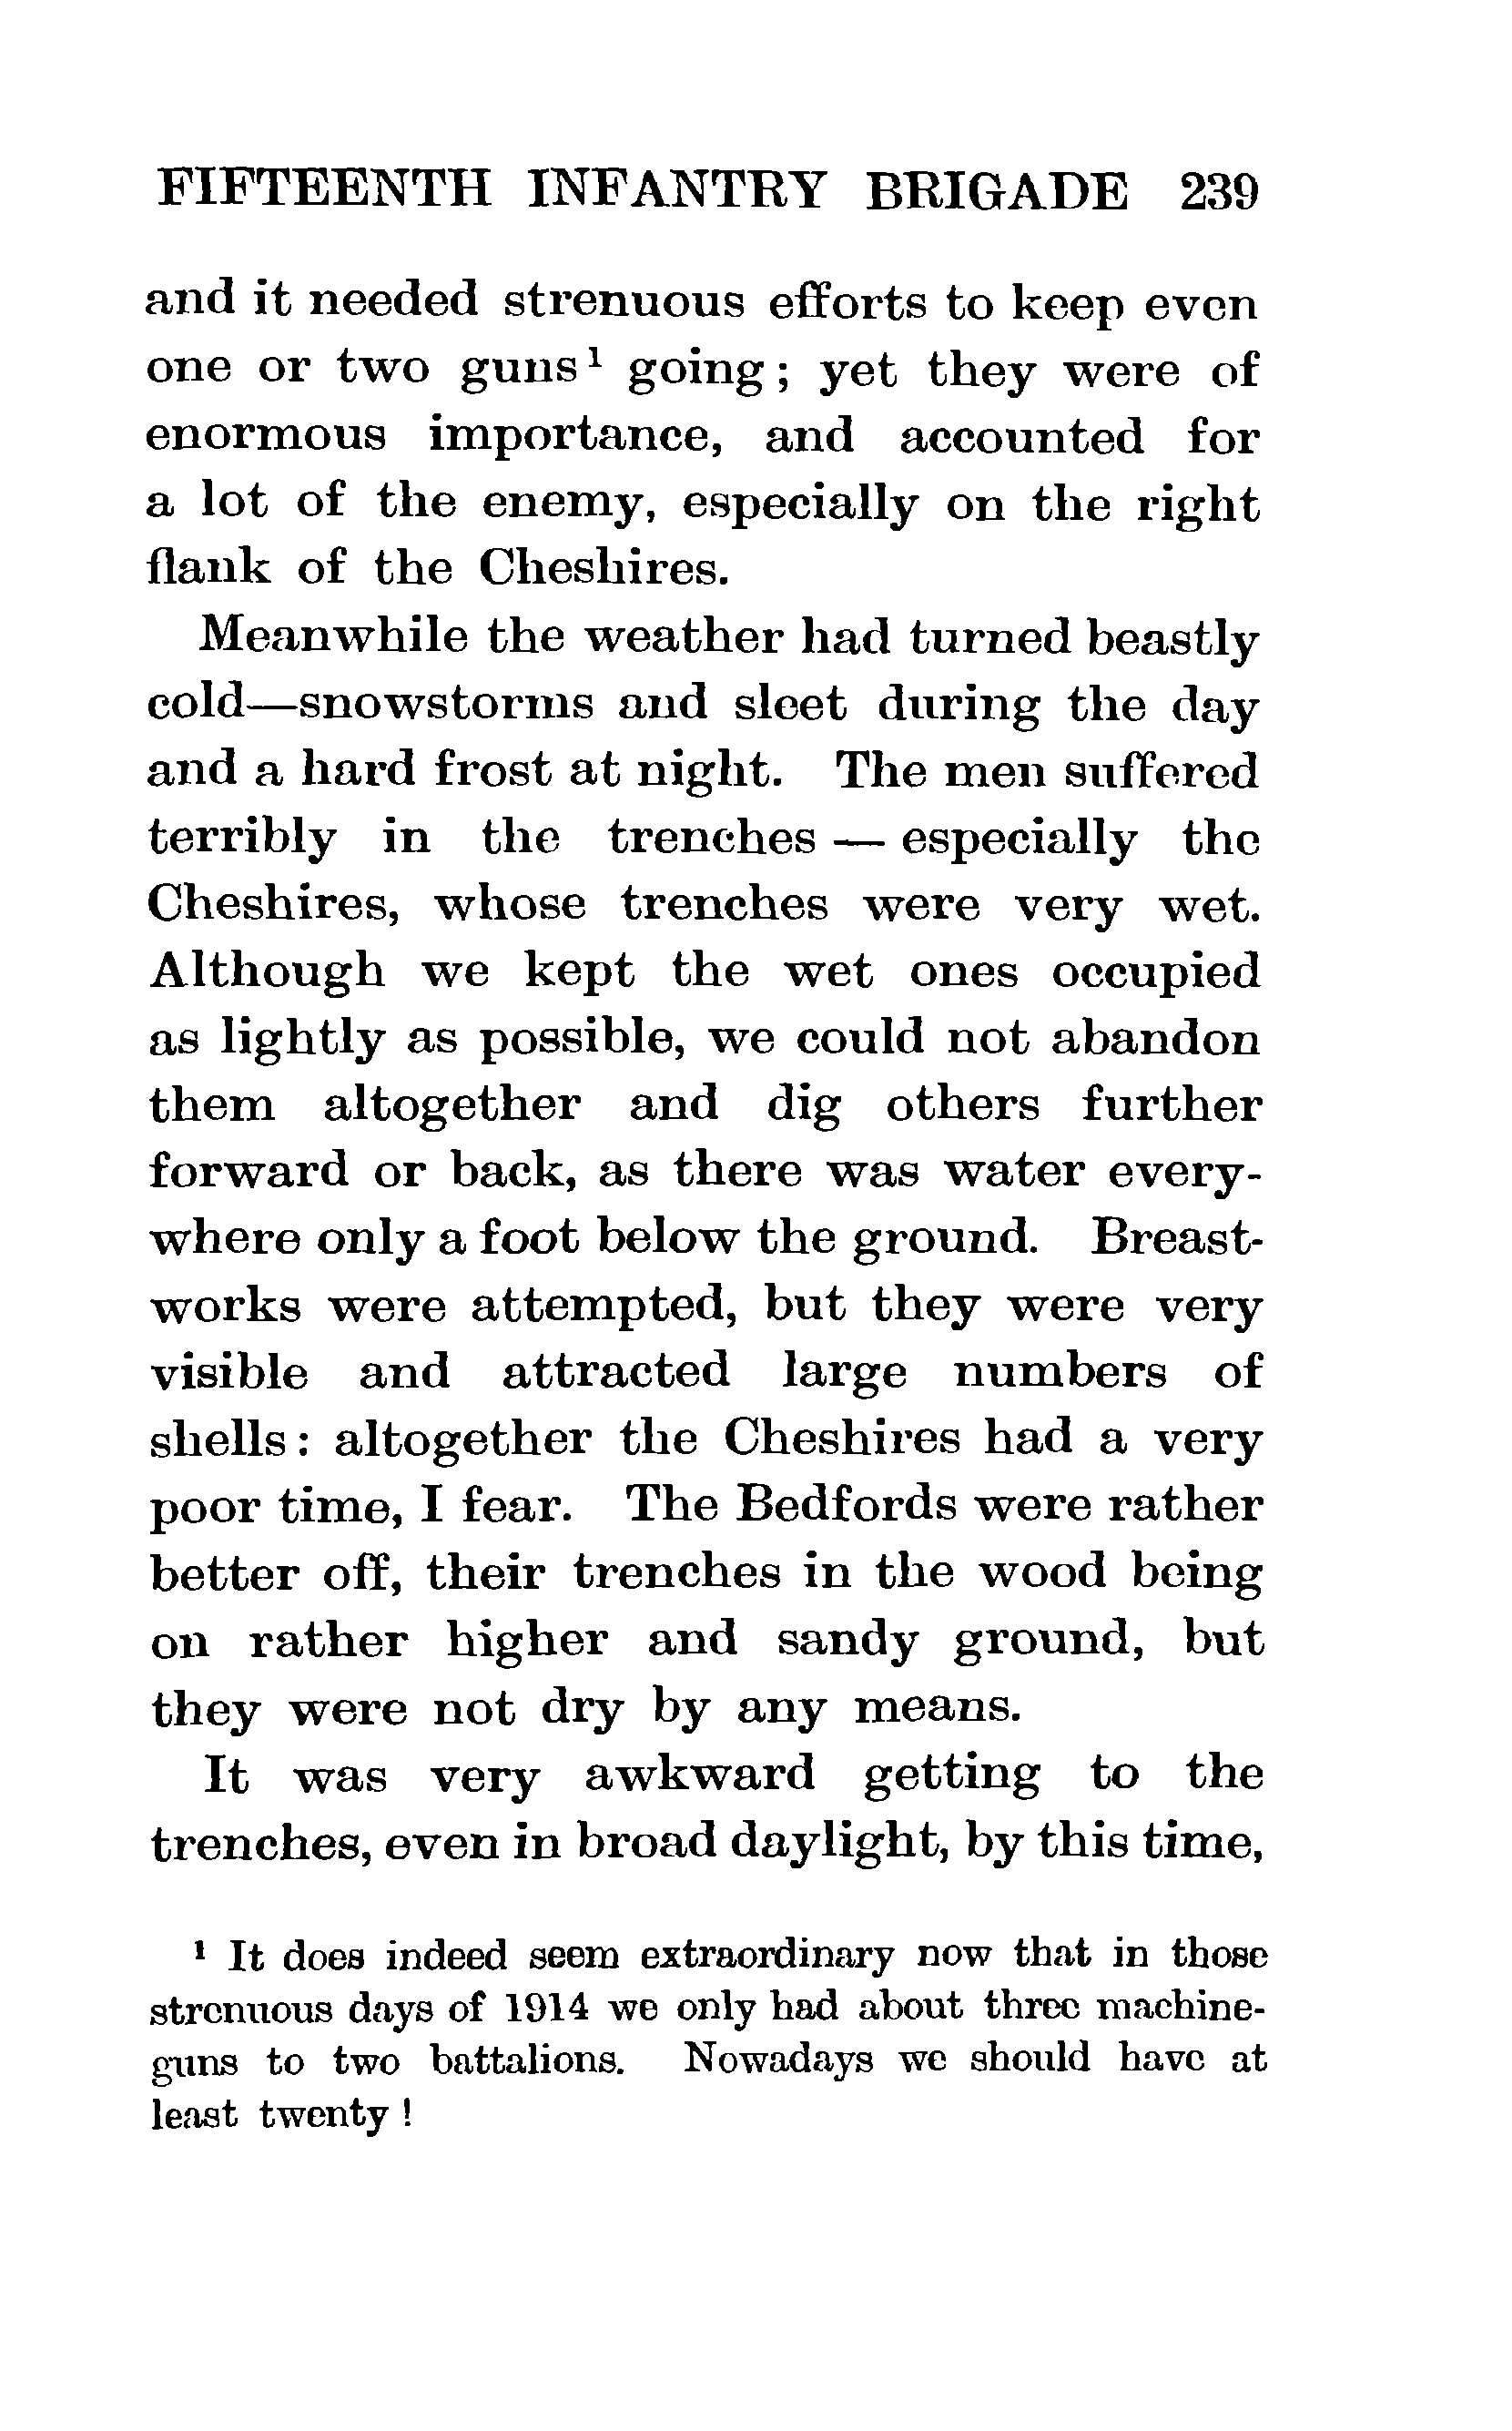 FIFTEENTH INFANTRY BRIGADE 239
and it needed strenuous efforts to keep even
one or two guns¹ going; yet they were of
enormous importance, and accounted for
a lot of the enemy, especially on the right
flank of the Cheshires.
Meanwhile the weather had turned beastly
cold—snowstorms and sleet during the day
and a hard frost at night. The men suffered
terribly in the trenches — especially the
Cheshires, whose trenches were very wet.
Although we kept the wet ones occupied
as lightly as possible, we could not abandon
them altogether and dig others further
forward or back, as there was water every-
where only a foot below the ground. Breast-
works were attempted, but they were very
visible and attracted large numbers of
shells: altogether the Cheshires had a very
poor time, I fear. The Bedfords were rather
better off, their trenches in the wood being
on rather higher and sandy ground, but
they were not dry by any means.
It was very awkward getting to the
trenches, even in broad daylight, by this time,
¹ It does indeed seem extraordinary now that in those
strenuous days of 1914 we only had about three machine-
guns to two battalions. Nowadays we should have at
least twenty!